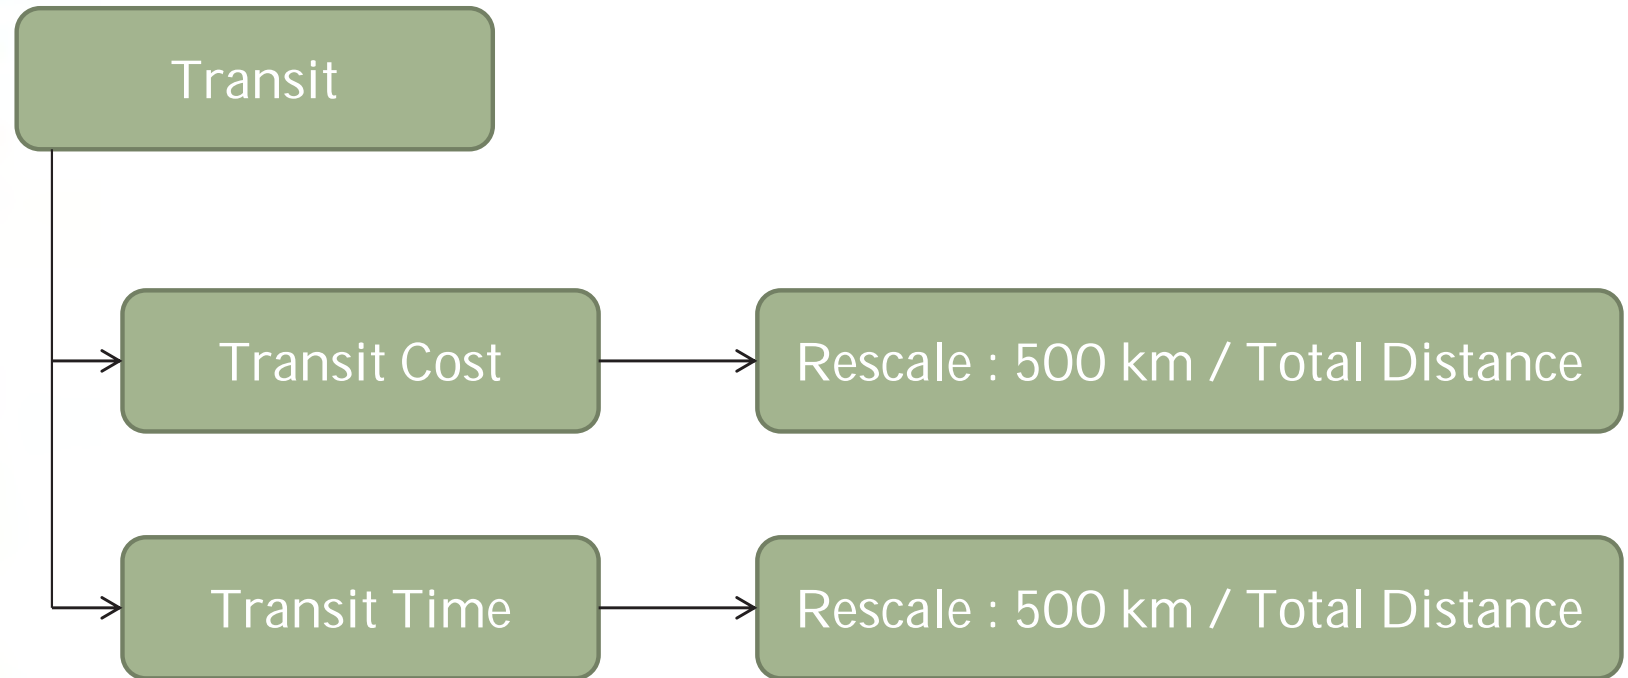 Transit
Transit Cost
Rescale : 500 km / Total Distance
Transit Time
Rescale : 500 km / Total Distance